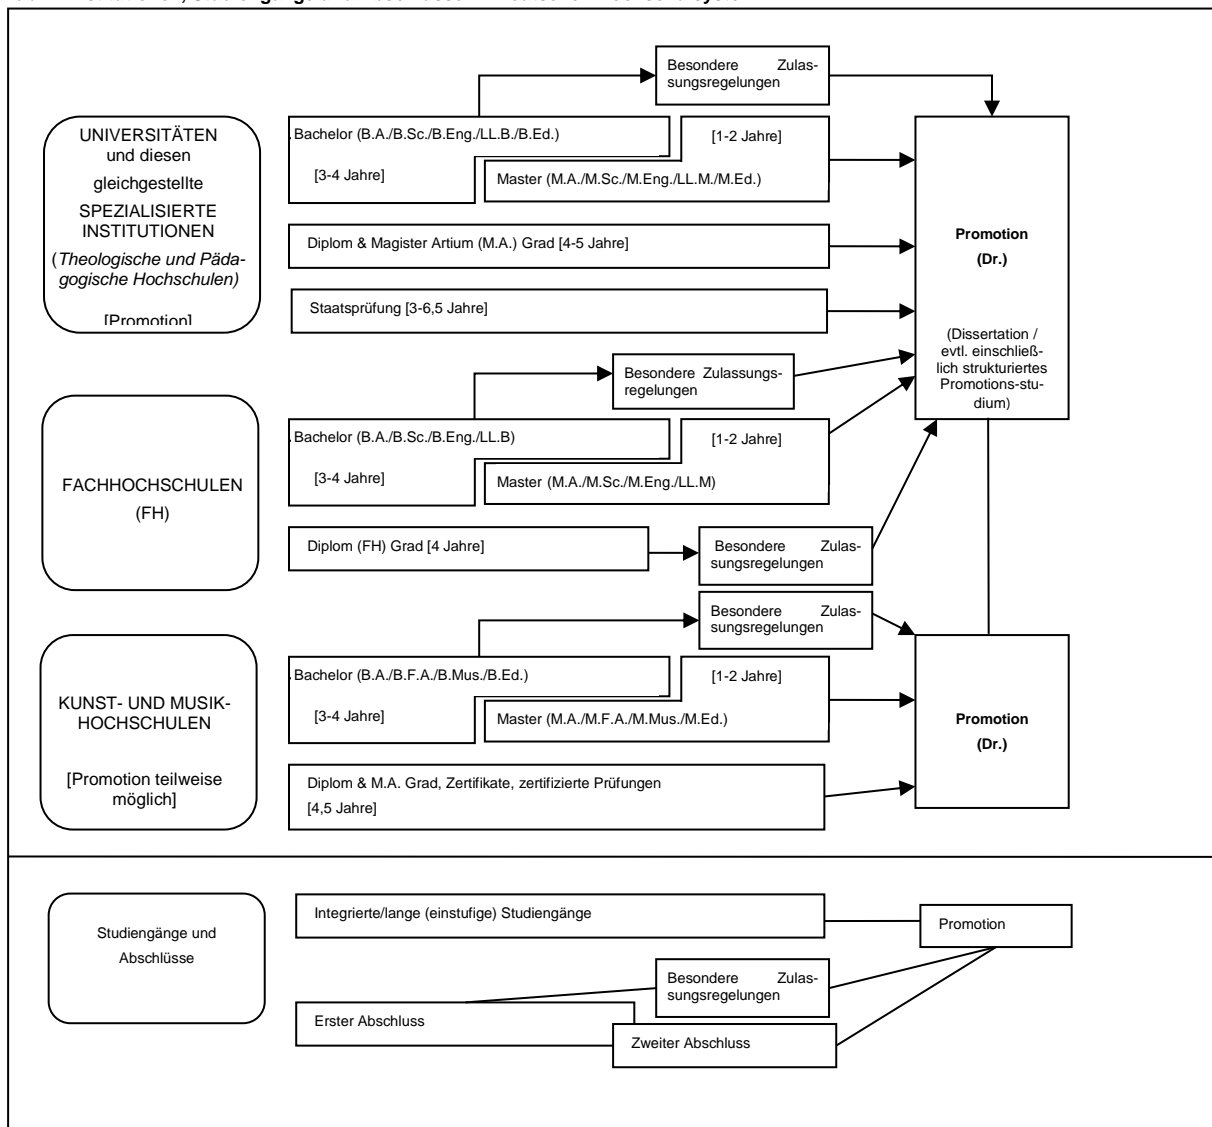 Besondere Zulas-
sungsregelungen
UNIVERSITÄTEN
und diesen
gleichgestellte
SPEZIALISIERTE
INSTITUTIONEN
(Theologische und Päda-
gogische Hochschulen)
[Promotion]
Bachelor (B.A./B.Sc./B.Eng./LL.B./B.Ed.)
[3-4 Jahre]
[1-2 Jahre]
Master (M.A./M.Sc./M.Eng./LL.M./M.Ed.)
Diplom & Magister Artium (M.A.) Grad [4-5 Jahre]
Staatsprüfung [3-6,5 Jahre]
Promotion
(Dr.)
(Dissertation /
evtl. einschließ-
lich strukturiertes
Promotions-stu-
dium)
Besondere Zulassungs-
regelungen
FACHHOCHSCHULEN
(FH)
Bachelor (B.A./B.Sc./B.Eng./LL.B)
[3-4 Jahre]
[1-2 Jahre]
Master (M.A./M.Sc./M.Eng./LL.M)
Diplom (FH) Grad [4 Jahre]
Besondere Zulas-
sungsregelungen
Besondere Zulas-
sungsregelungen
KUNST- UND MUSIK-
HOCHSCHULEN
[Promotion teilweise
möglich]
Bachelor (B.A./B.F.A./B.Mus./B.Ed.)
[3-4 Jahre]
[1-2 Jahre]
Master (M.A./M.F.A./M.Mus./M.Ed.)
Diplom & M.A. Grad, Zertifikate, zertifizierte Prüfungen
[4,5 Jahre]
Promotion
(Dr.)
Studiengänge und
Abschlüsse
Integrierte/lange (einstufige) Studiengänge
Promotion
Besondere Zulas-
sungsregelungen
Erster Abschluss
Zweiter Abschluss